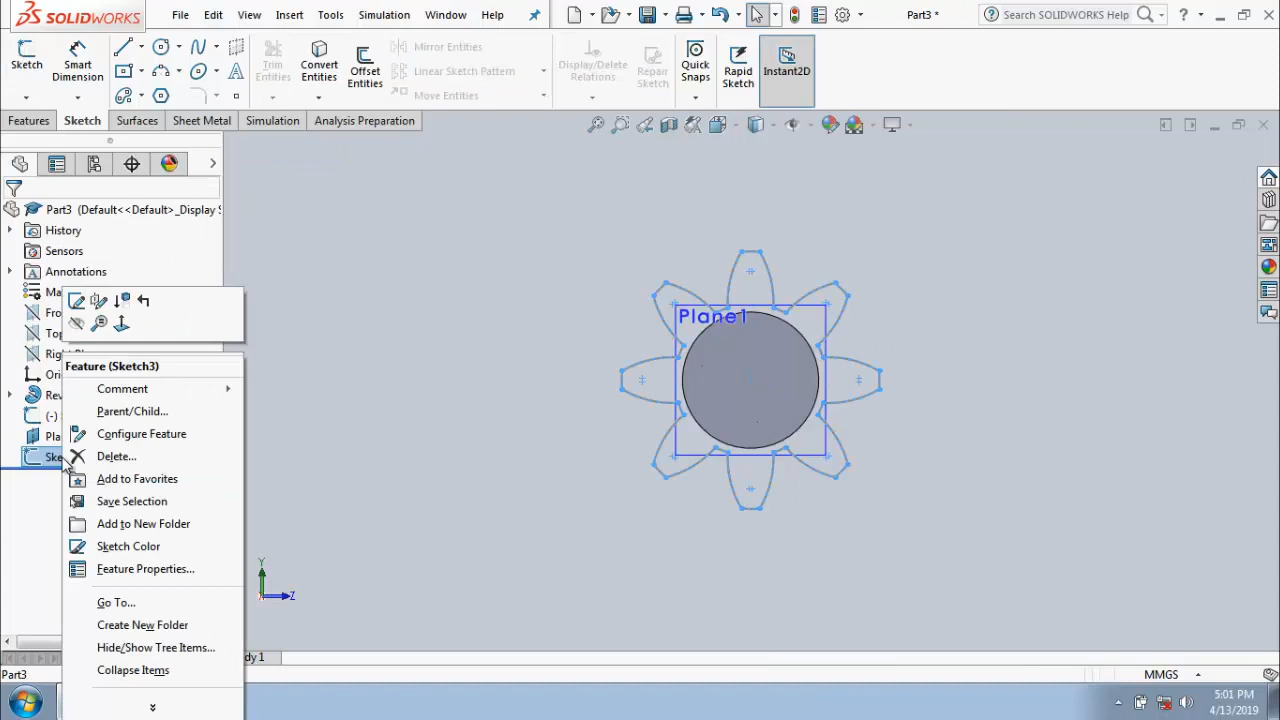 SOLIDWORKS File Edit View Insert Tools Simulation Window Help Part3 * Search SOLIDWORKS Help ?
Sketch Smart Dimension Trim Entities Convert Entities Offset Entities Mirror Entities Linear Sketch Pattern Move Entities Display/Delete Relations Repair Sketch Quick Snaps Rapid Sketch Instant2D
Features Sketch Surfaces Sheet Metal Simulation Analysis Preparation
Part3 (Default<<Default>_Display S
History
Sensors
Annotations
Ma
Fro
Top
Righ
Ori
Rev
(-)
Pla
Ske
Feature (Sketch3)
Comment
Parent/Child...
Configure Feature
Delete...
Add to Favorites
Save Selection
Add to New Folder
Sketch Color
Feature Properties...
Go To...
Create New Folder
Hide/Show Tree Items...
Collapse Items
Plane1
Y
Z
dy 1
Part3
MMGS
5:01 PM
4/13/2019